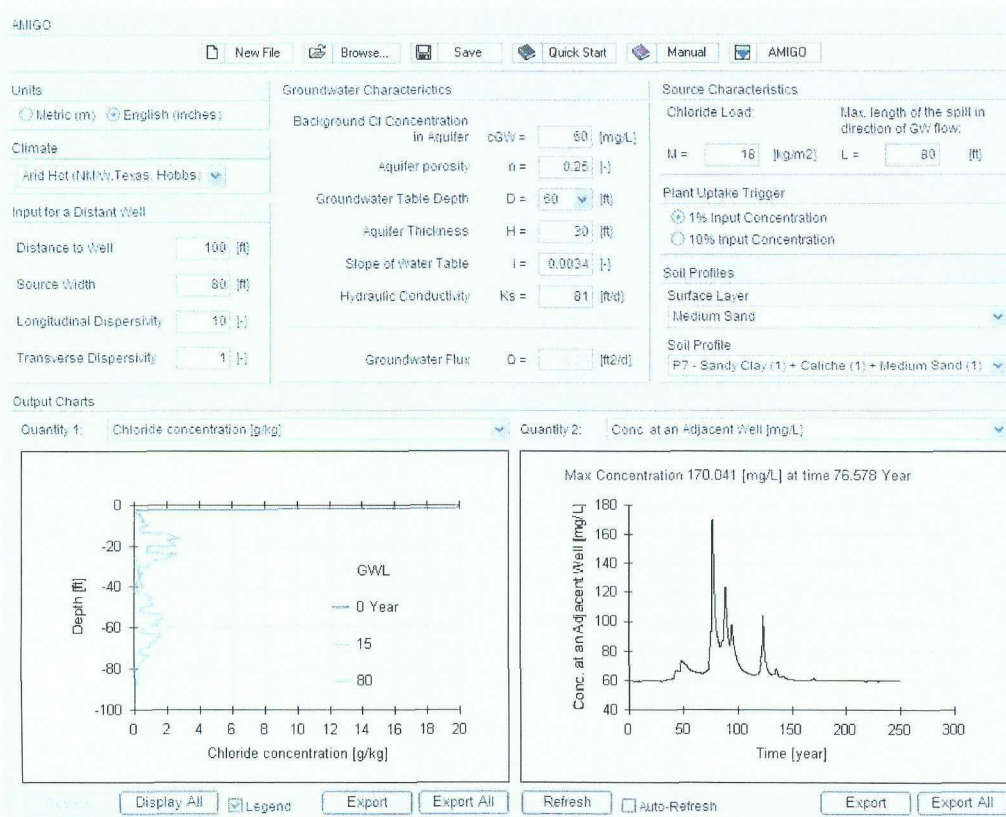 AMIGO
New File Browse... Save Quick Start Manual AMIGO
Units
Metric (m) English (inches)
Climate
Arid Hot (NM/W.Texas, Hobbs)
Input for a Distant Well
Distance to Well 100 [ft]
Source Width 80 [ft]
Longitudinal Dispersivity 10 [-]
Transverse Dispersivity 1 [-]
Groundwater Characteristics
Background Cl Concentration
in Aquifer cGW = 60 [mg/L]
Aquifer porosity n = 0.25 [-]
Groundwater Table Depth D = 60 [ft]
Aquifer Thickness H = 30 [ft]
Slope of Water Table i = 0.0034 [-]
Hydraulic Conductivity Ks = 81 [ft/d]
Groundwater Flux Q = [ft2/d]
Source Characteristics
Chloride Load:
M = 18 [kg/m2]
Max. length of the spill in
direction of GW flow:
L = 80 [ft]
Plant Uptake Trigger
1% Input Concentration
10% Input Concentration
Soil Profiles
Surface Layer
Medium Sand
Soil Profile
P7 - Sandy Clay (1) + Caliche (1) + Medium Sand (1)
Output Charts
Quantity 1: Chloride concentration [g/kg]
Quantity 2: Conc. at an Adjacent Well [mg/L]
0
-20
-40
-60
-80
-100
Depth [ft]
GWL
0 Year
15
80
0 2 4 6 8 10 12 14 16 18 20
Chloride concentration [g/kg]
Max Concentration 170.041 [mg/L] at time 76.578 Year
180
160
140
120
100
80
60
40
Conc. at an Adjacent Well [mg/L]
0 50 100 150 200 250 300
Time [year]
Display All Legend Export Export All
Refresh Auto-Refresh Export Export All